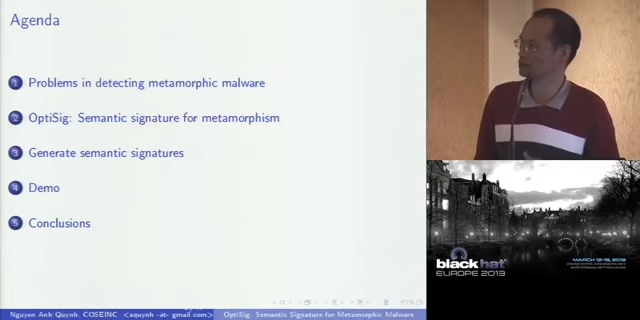 Agenda
1 Problems in detecting metamorphic malware
2 OptiSig: Semantic signature for metamorphism
3 Generate semantic signatures
4 Demo
5 Conclusions
Nguyen Anh Quynh, COSEINC <aquynh -at- gmail.com>
OptiSig: Semantic Signature for Metamorphic Malware
black hat
EUROPE 2013
MARCH 12-15, 2013